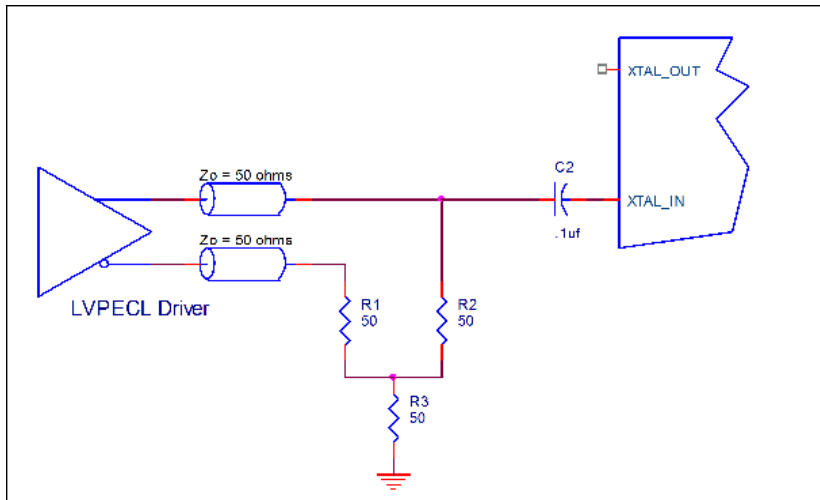 XTAL_OUT
C2
Zo = 50 ohms
XTAL_IN
.1uf
Zo = 50 ohms
LVPECL Driver
R1
50
R2
50
R3
50